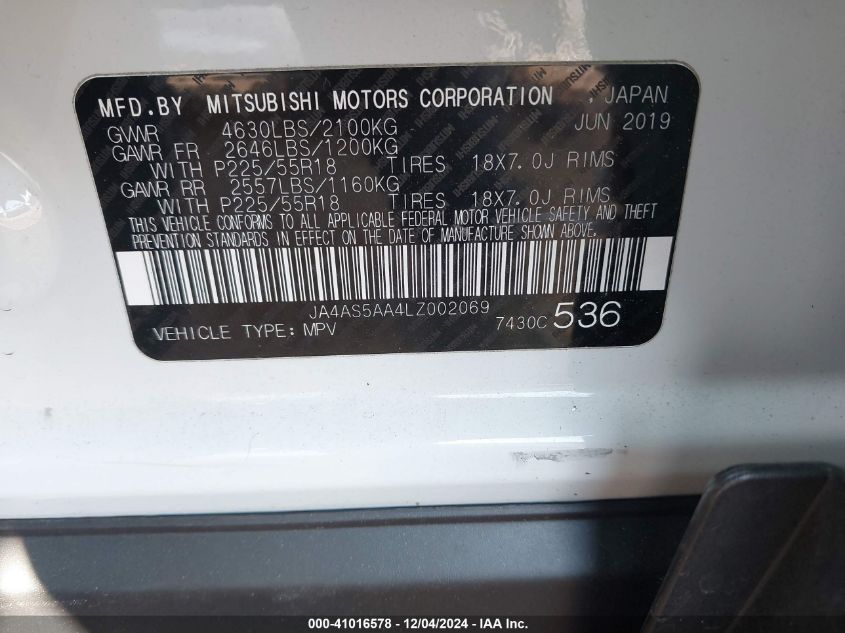 MFD.BY MITSUBISHI MOTORS CORPORATION , JAPAN
GVWR 4630LBS/2100KG JUN 2019
GAWR FR 2646LBS/1200KG
WITH P225/55R18 TIRES 18X7.0J RIMS
GAWR RR 2557LBS/1160KG
WITH P225/55R18 TIRES 18X7.0J RIMS
THIS VEHICLE CONFORMS TO ALL APPLICABLE FEDERAL MOTOR VEHICLE SAFETY AND THEFT
PREVENTION STANDARDS IN EFFECT ON THE DATE OF MANUFACTURE SHOWN ABOVE.
JA4AS5AA4LZ002069
VEHICLE TYPE: MPV 7430C 536
000-41016578 - 12/04/2024 - IAA Inc.